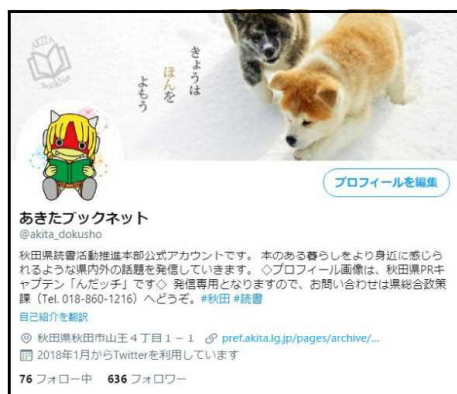 AKITA
BookNet
きょうは
ほんを
よもう
プロフィールを編集
あきたブックネット
@akita_dokusho
秋田県読書活動推進本部公式アカウントです。 本のある暮らしをより身近に感じら
れるような県内外の話題を発信していきます。 ◇プロフィール画像は、秋田県PRキ
ャプテン「んだッチ」です◇ 発信専用となりますので、お問い合わせは県総合政策
課（Tel. 018-860-1216）へどうぞ。#秋田 #読書
自己紹介を翻訳
秋田県秋田市山王４丁目１－１ pref.akita.lg.jp/pages/archive/...
2018年1月からTwitterを利用しています
76 フォロー中 636 フォロワー